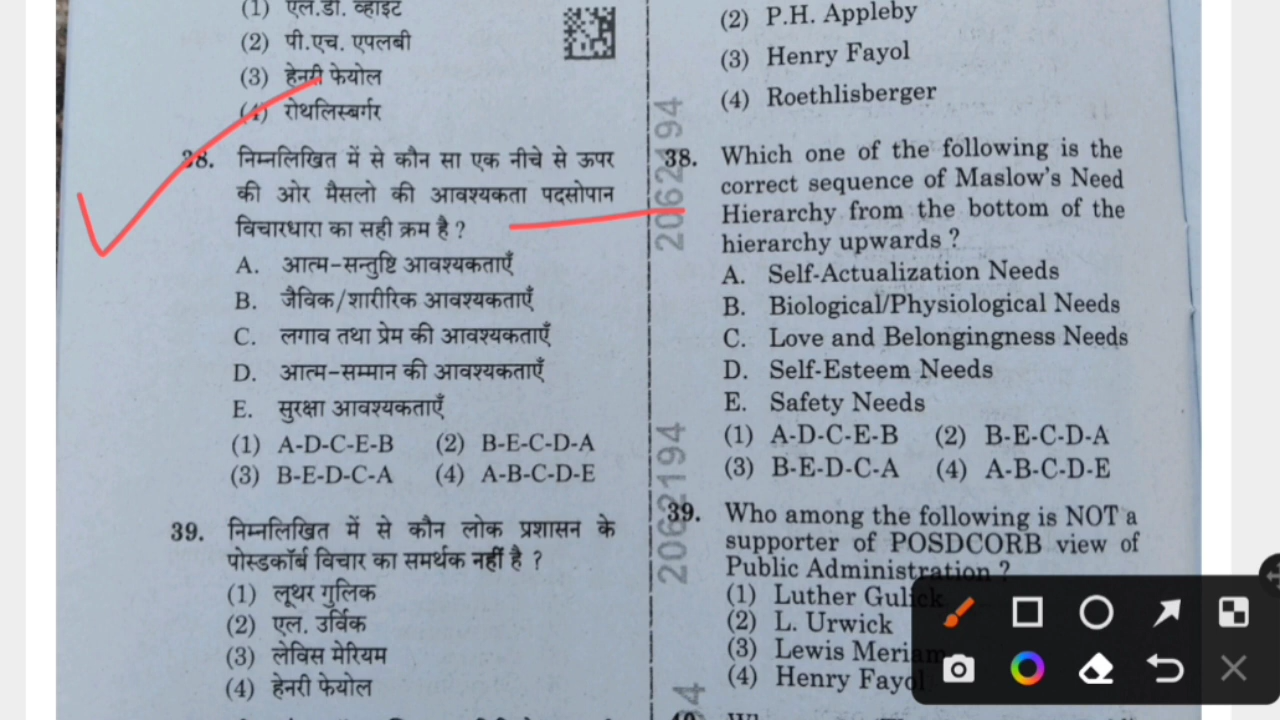 (1) एल.डी. व्हाइट
(2) पी.एच. एपलबी
(3) हेनरी फेयोल
(4) रोथलिस्बर्गर
38. निम्नलिखित में से कौन सा एक नीचे से ऊपर
की ओर मैसलो की आवश्यकता पदसोपान
विचारधारा का सही क्रम है ?
A. आत्म-सन्तुष्टि आवश्यकताएँ
B. जैविक/शारीरिक आवश्यकताएँ
C. लगाव तथा प्रेम की आवश्यकताएँ
D. आत्म-सम्मान की आवश्यकताएँ
E. सुरक्षा आवश्यकताएँ
(1) A-D-C-E-B (2) B-E-C-D-A
(3) B-E-D-C-A (4) A-B-C-D-E
39. निम्नलिखित में से कौन लोक प्रशासन के
पोस्डकॉर्ब विचार का समर्थक नहीं है ?
(1) लूथर गुलिक
(2) एल. उर्विक
(3) लेविस मेरियम
(4) हेनरी फेयोल
2062194
2062194
94
(2) P.H. Appleby
(3) Henry Fayol
(4) Roethlisberger
38. Which one of the following is the
correct sequence of Maslow's Need
Hierarchy from the bottom of the
hierarchy upwards ?
A. Self-Actualization Needs
B. Biological/Physiological Needs
C. Love and Belongingness Needs
D. Self-Esteem Needs
E. Safety Needs
(1) A-D-C-E-B (2) B-E-C-D-A
(3) B-E-D-C-A (4) A-B-C-D-E
39. Who among the following is NOT a
supporter of POSDCORB view of
Public Administration ?
(1) Luther Gulick
(2) L. Urwick
(3) Lewis Meriam
(4) Henry Fayol